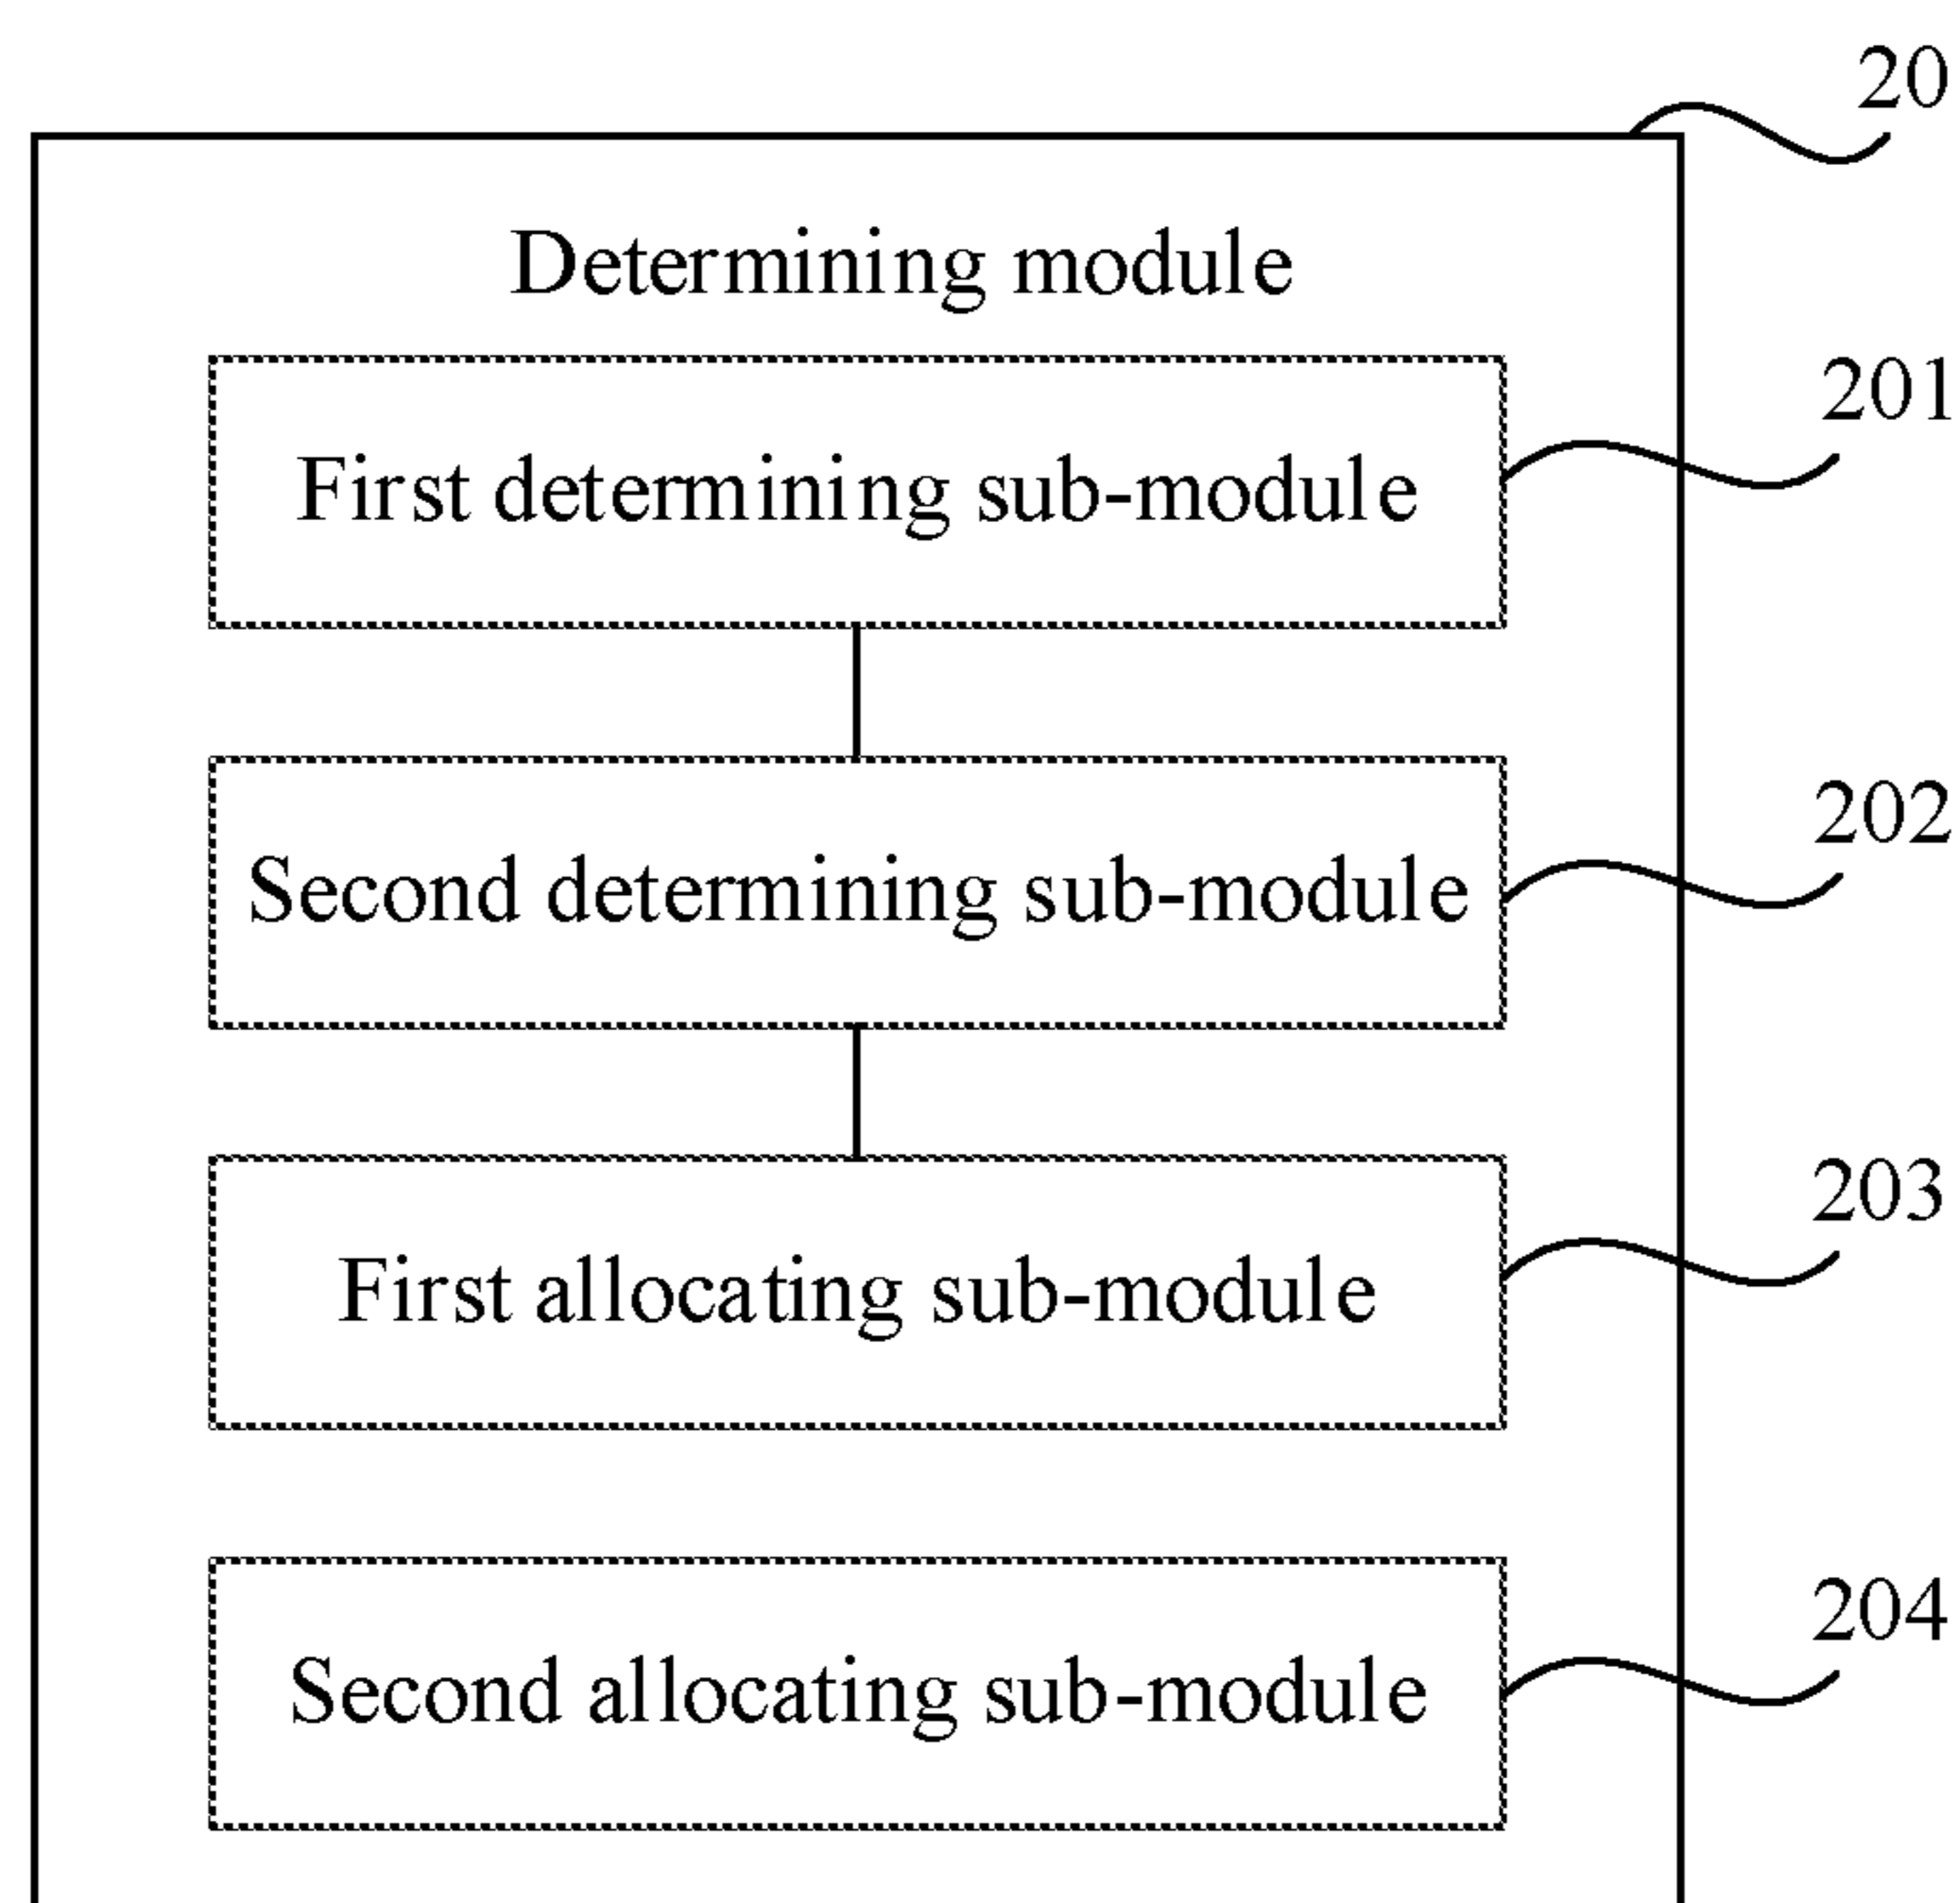 20
Determining module
201
First determining sub-module
202
Second determining sub-module
203
First allocating sub-module
204
Second allocating sub-module